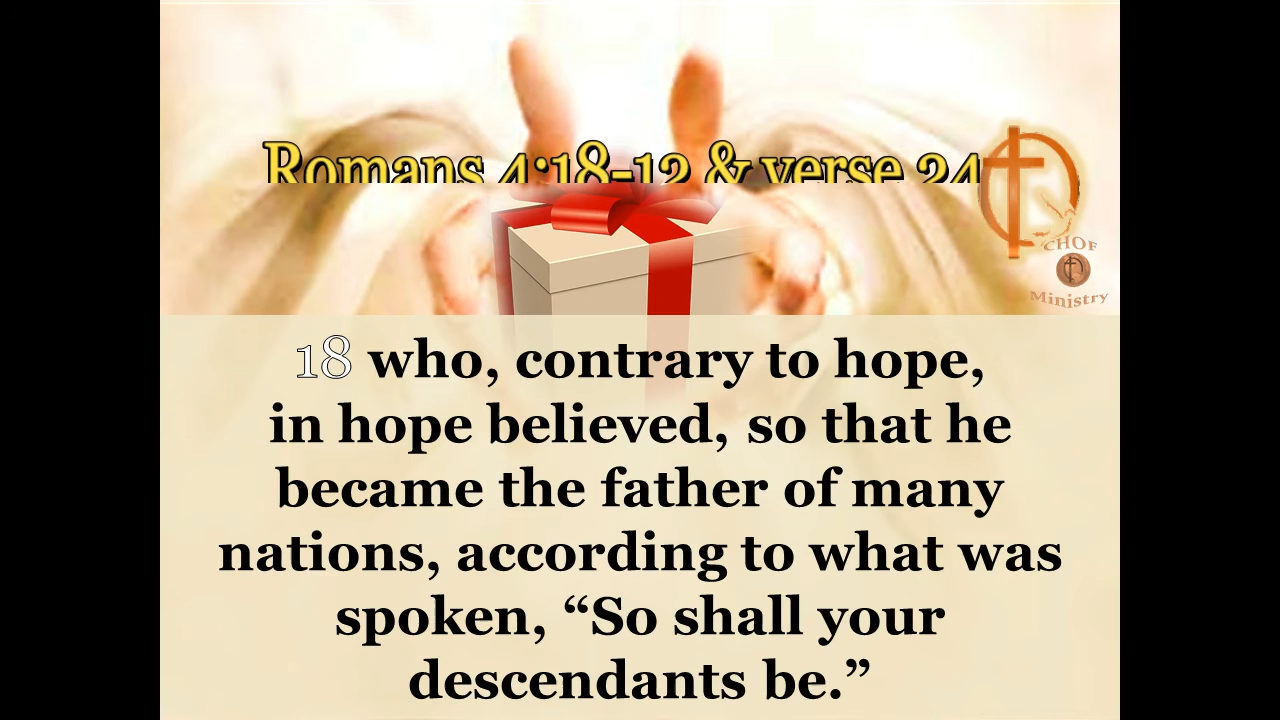 Romans 4:18-12 & verse 24
CHOF
Ministry
18 who, contrary to hope,
in hope believed, so that he
became the father of many
nations, according to what was
spoken, “So shall your
descendants be.”